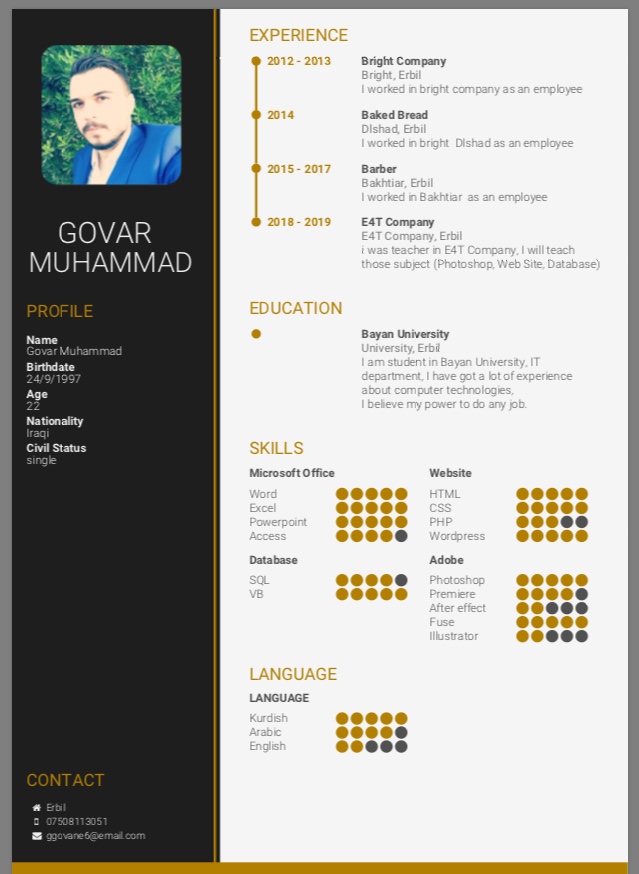 GOVAR
MUHAMMAD
PROFILE
Name
Govar Muhammad
Birthdate
24/9/1997
Age
22
Nationality
Iraqi
Civil Status
single
CONTACT
Erbil
07508113051
ggovane6@email.com
EXPERIENCE
2012 - 2013
Bright Company
Bright, Erbil
I worked in bright company as an employee
2014
Baked Bread
Dlshad, Erbil
I worked in bright Dlshad as an employee
2015 - 2017
Barber
Bakhtiar, Erbil
I worked in Bakhtiar as an employee
2018 - 2019
E4T Company
E4T Company, Erbil
i was teacher in E4T Company, I will teach
those subject (Photoshop, Web Site, Database)
EDUCATION
Bayan University
University, Erbil
I am student in Bayan University, IT
department, I have got a lot of experience
about computer technologies,
I believe my power to do any job.
SKILLS
Microsoft Office
Word
Excel
Powerpoint
Access
Website
HTML
CSS
PHP
Wordpress
Database
SQL
VB
Adobe
Photoshop
Premiere
After effect
Fuse
Illustrator
LANGUAGE
LANGUAGE
Kurdish
Arabic
English